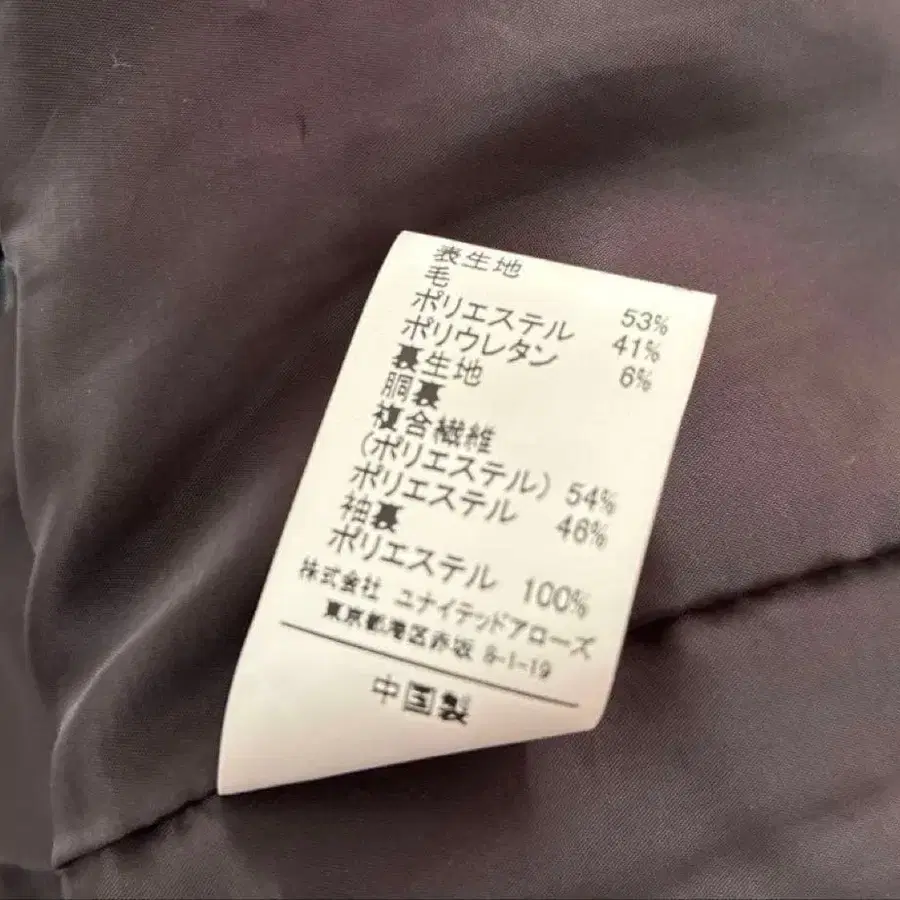 表生地
毛 53%
ポリエステル 41%
ポリウレタン 6%
裏生地
胴裏
複合繊維
(ポリエステル) 54%
ポリエステル 46%
袖裏
ポリエステル 100%
株式会社 ユナイテッドアローズ
東京都港区赤坂 8-1-19
中国製